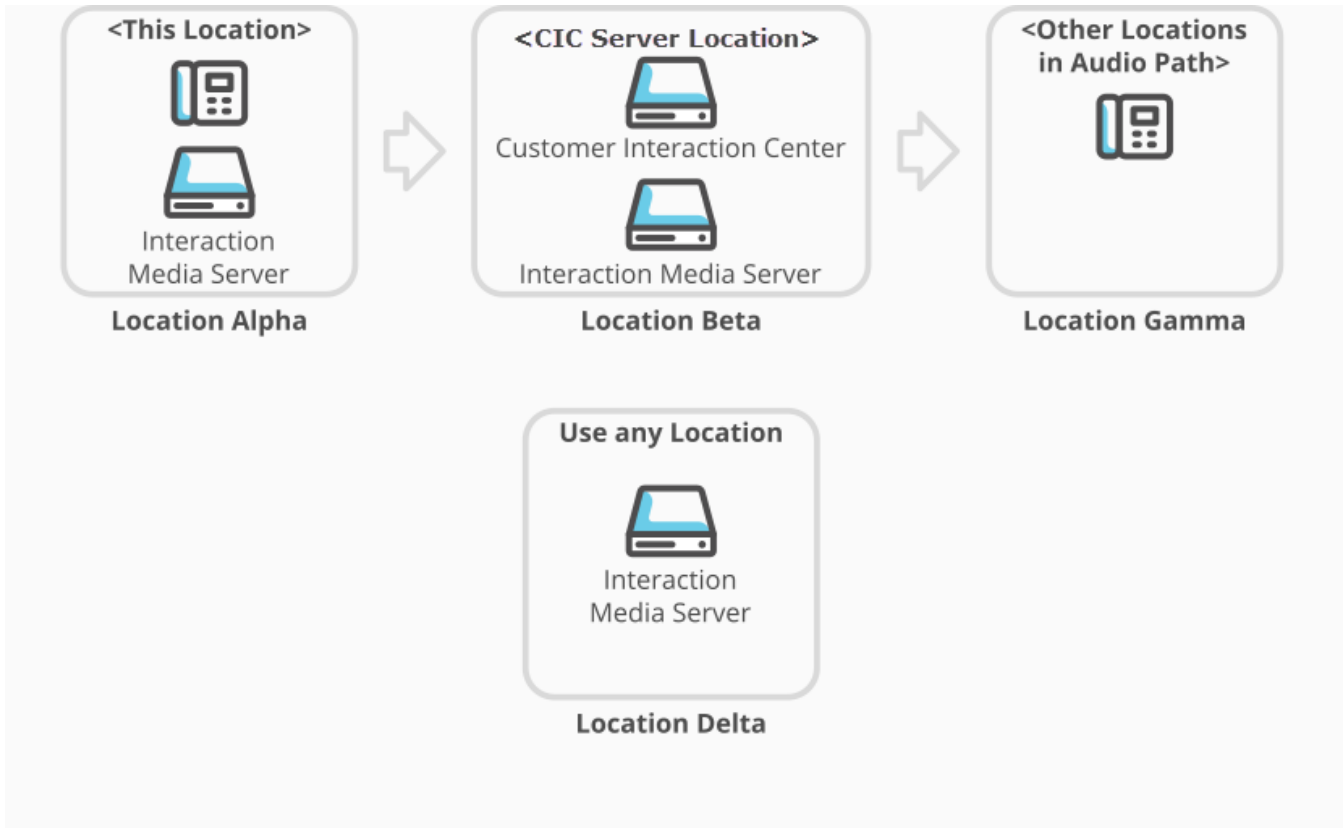 <This Location>
Interaction
Media Server
Location Alpha
<CIC Server Location>
Customer Interaction Center
Interaction Media Server
Location Beta
<Other Locations
in Audio Path>
Location Gamma
Use any Location
Interaction
Media Server
Location Delta